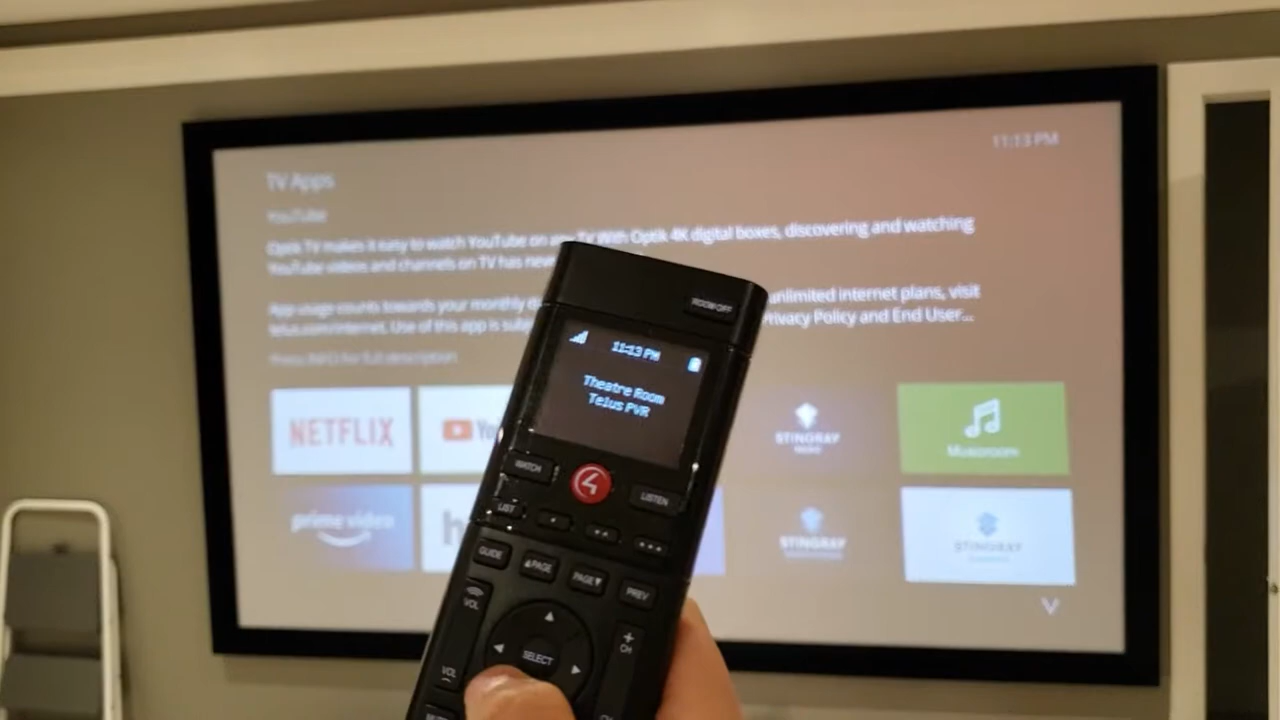 11:13 PM
TV Apps
YouTube
Optik TV makes it easy to watch YouTube on any TV. With Optik 4K digital boxes, discovering and watching
YouTube videos and channels on TV has
App usage counts towards your monthly unlimited internet plans, visit
telus.com/internet. Use of this app is Privacy Policy and End User...
Press INFO for full description
NETFLIX
STINGRAY
MUSIC
prime video
STINGRAY
STINGRAY
ROOM OFF
11:13 PM
Theatre Room
Telus PVR
WATCH
LISTEN
LIST
GUIDE
▲PAGE
PAGE▼
PREV
VOL
+
CH
SELECT
VOL